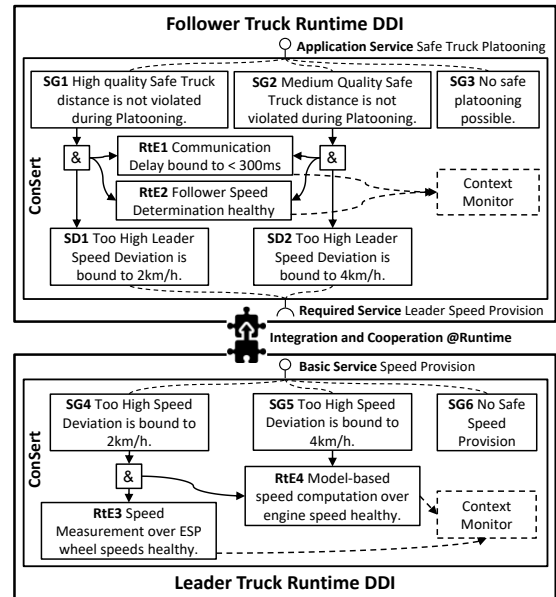 Follower Truck Runtime DDI
Application Service Safe Truck Platooning
SG1 High quality Safe Truck
distance is not violated
during Platooning.
SG2 Medium Quality Safe
Truck distance is not
violated during Platooning.
SG3 No safe
platooning
possible.
&
RtE1 Communication
Delay bound to < 300ms
&
RtE2 Follower Speed
Determination healthy
Context
Monitor
ConSert
SD1 Too High Leader
Speed Deviation is
bound to 2km/h.
SD2 Too High Leader
Speed Deviation is
bound to 4km/h.
Required Service Leader Speed Provision
Integration and Cooperation @Runtime
Basic Service Speed Provision
SG4 Too High Speed
Deviation is bound to
2km/h.
SG5 Too High Speed
Deviation is bound to
4km/h.
SG6 No Safe
Speed
Provision
ConSert
&
RtE4 Model-based
speed computation over
engine speed healthy.
RtE3 Speed
Measurement over ESP
wheel speeds healthy.
Context
Monitor
Leader Truck Runtime DDI